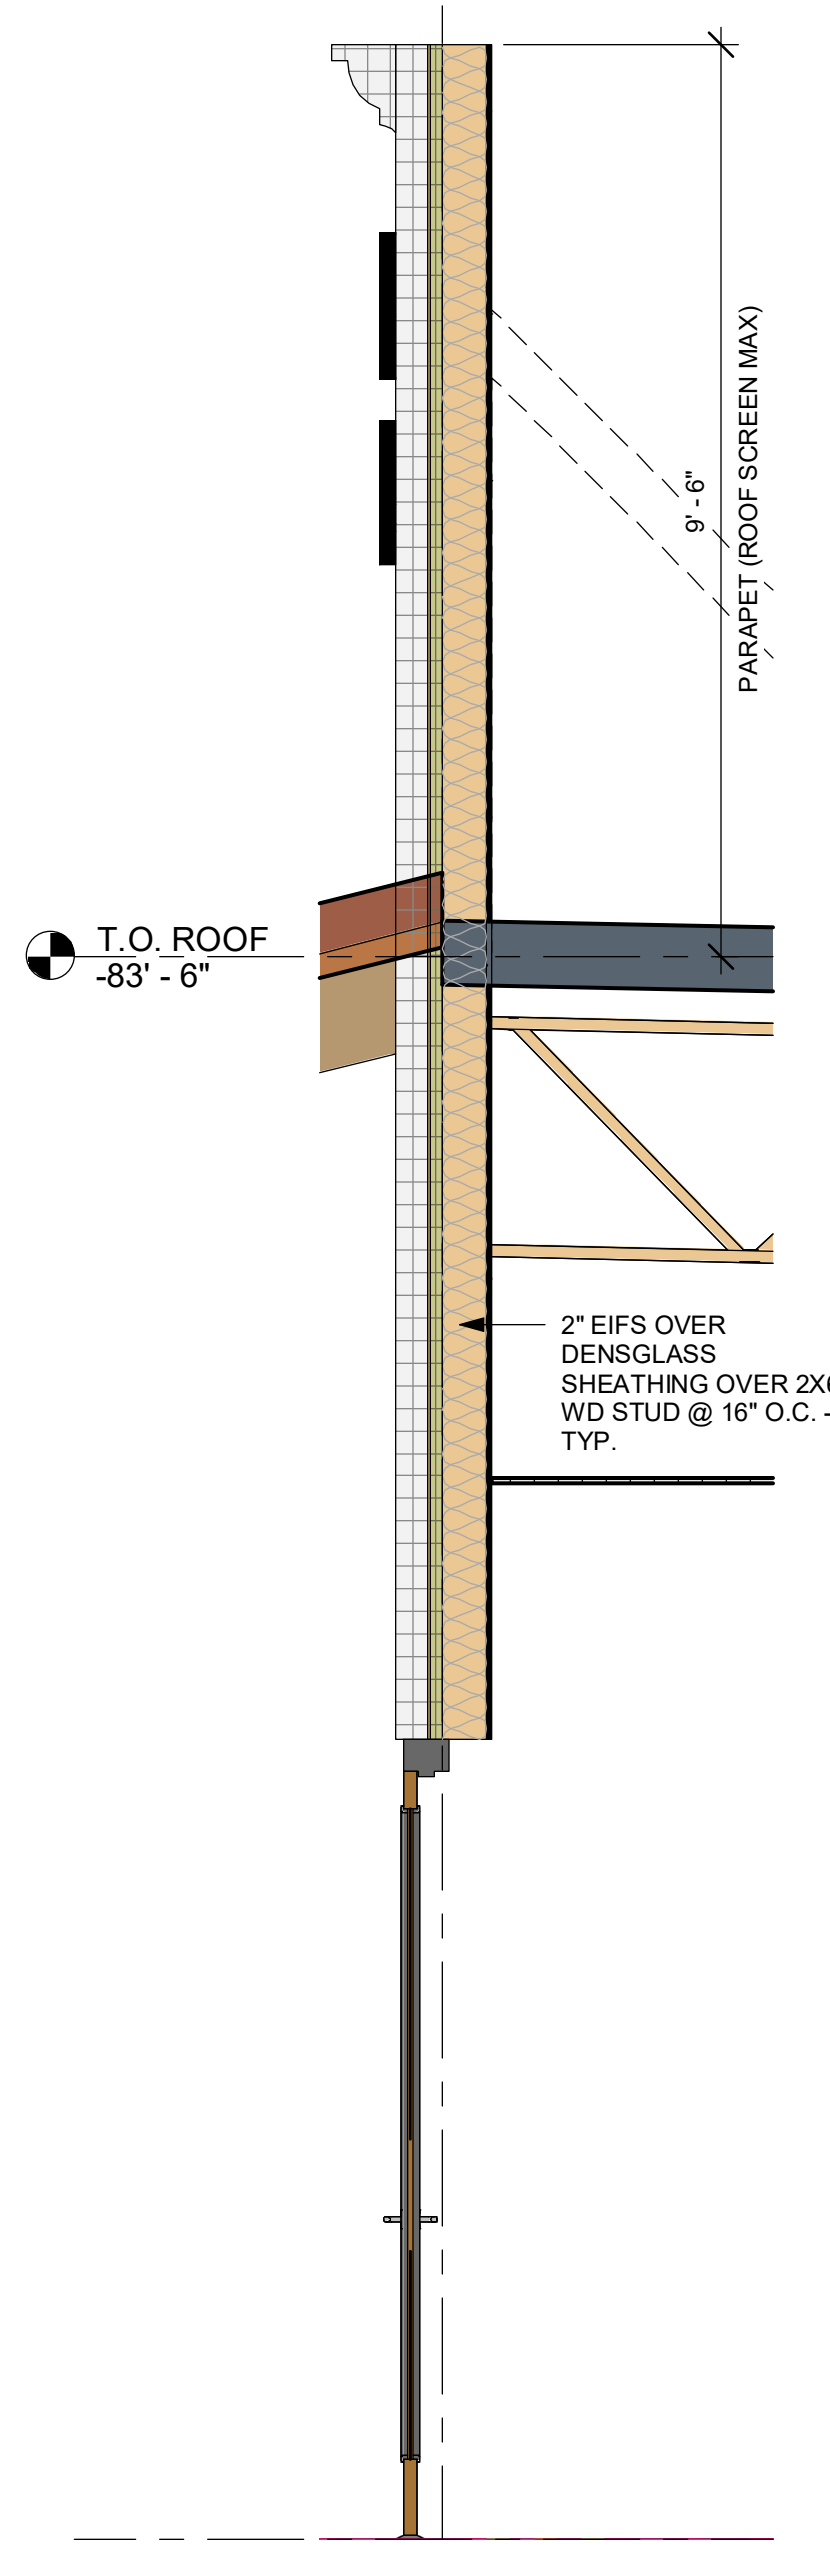 9' - 6"
PARAPET (ROOF SCREEN MAX)
T.O. ROOF
-83' - 6"
2" EIFS OVER
DENSGLASS
SHEATHING OVER 2X6
WD STUD @ 16" O.C. -
TYP.